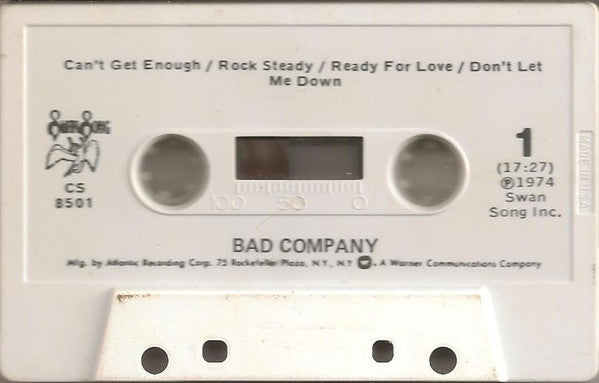 Can't Get Enough / Rock Steady / Ready For Love / Don't Let
Me Down
Swan Song
CS
8501
1
(17:27)
℗1974
Swan
Song Inc.
MADE IN U.S.A.
100 50 0
BAD COMPANY
Mfg. by Atlantic Recording Corp. 75 Rockefeller Plaza, N.Y., N.Y. . A Warner Communications Company